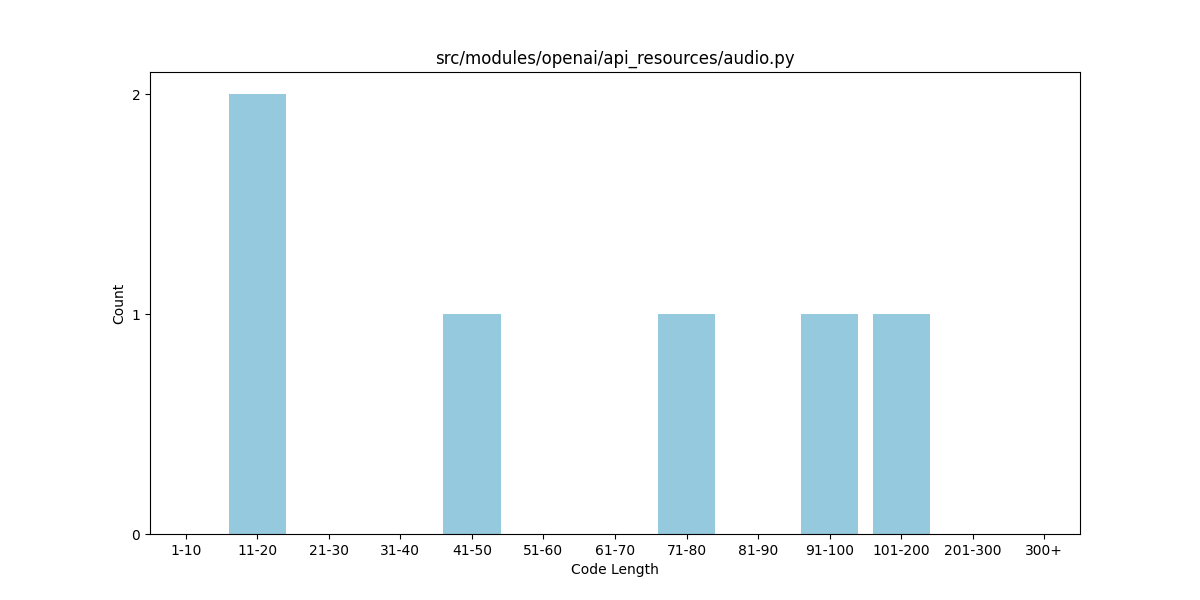 src/modules/openai/api_resources/audio.py
2
1
0
Count
1-10 11-20 21-30 31-40 41-50 51-60 61-70 71-80 81-90 91-100 101-200 201-300 300+
Code Length